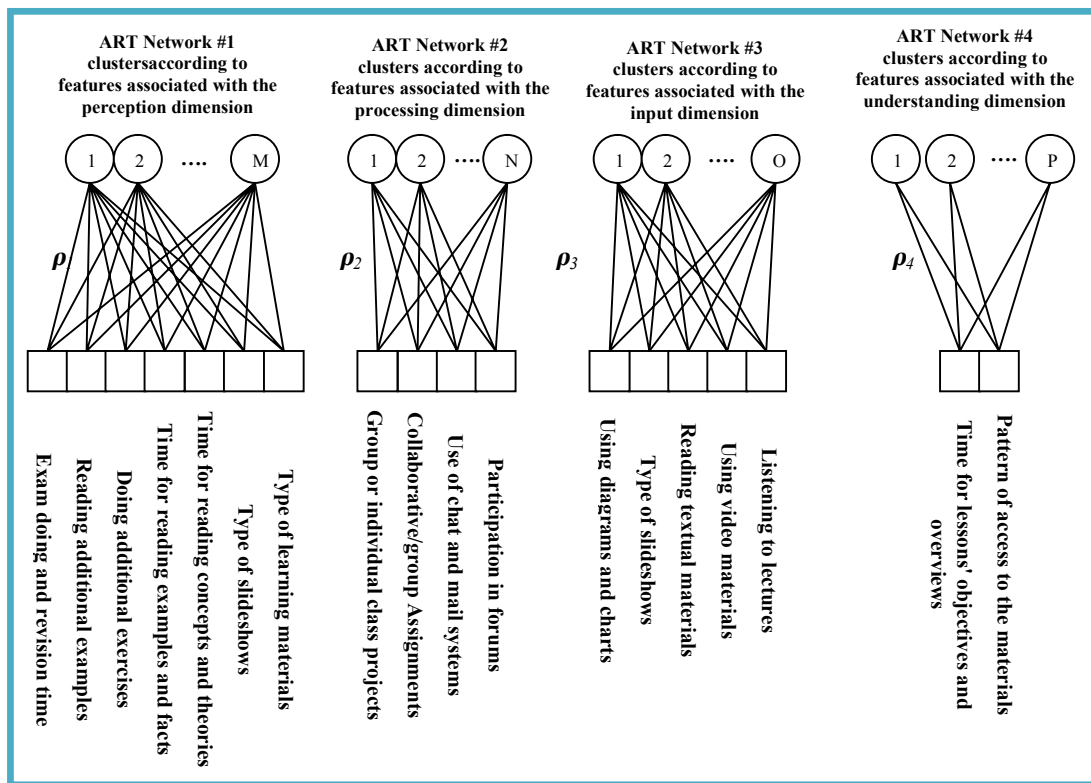 ART Network #1
clustersaccording to
features associated with the
perception dimension
1
2
....
M
ρ
Exam doing and revision time
Reading additional examples
Doing additional exercises
Time for reading examples and facts
Time for reading concepts and theories
Type of slideshows
Type of learning materials
ART Network #2
clusters according to
features associated with the
processing dimension
1
2
....
N
ρ2
Group or individual class projects
Collaborative/group Assignments
Use of chat and mail systems
Participation in forums
ART Network #3
clusters according to
features associated with the
input dimension
1
2
....
O
ρ3
Using diagrams and charts
Type of slideshows
Reading textual materials
Using video materials
Listening to lectures
ART Network #4
clusters according to
features associated with the
understanding dimension
1
2
....
P
ρ4
Time for lessons' objectives and
overviews
Pattern of access to the materials